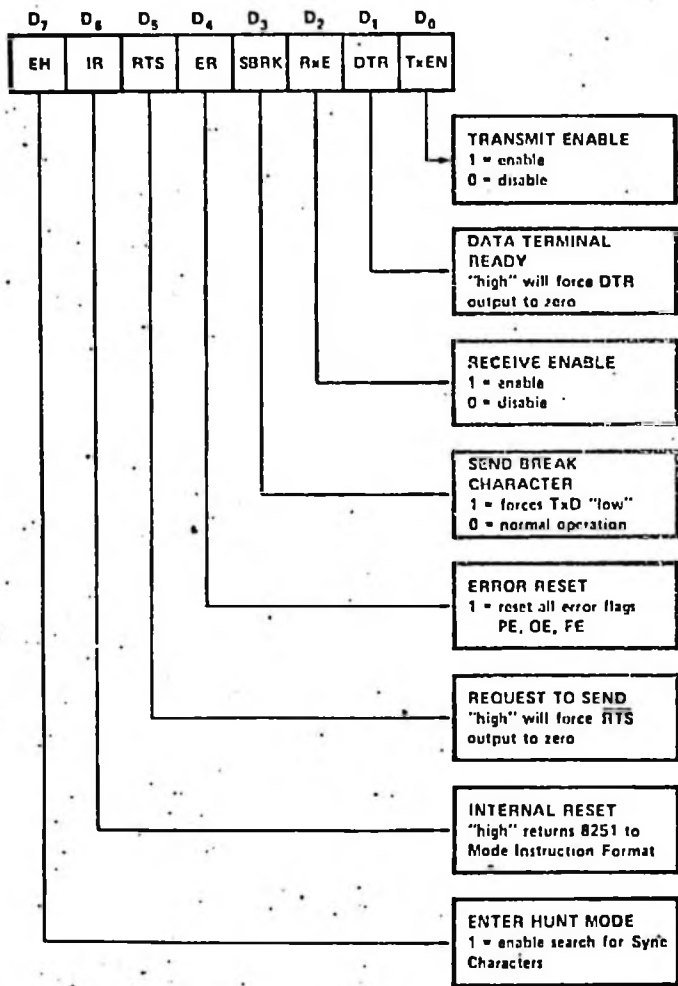 D7 D6 D5 D4 D3 D2 D1 D0
EH IR RTS ER SBRK RxE DTR TxEN
TRANSMIT ENABLE
1 = enable
0 = disable
DATA TERMINAL
READY
"high" will force DTR
output to zero
RECEIVE ENABLE
1 = enable
0 = disable
SEND BREAK
CHARACTER
1 = forces TxD "low"
0 = normal operation
ERROR RESET
1 = reset all error flags
PE, OE, FE
REQUEST TO SEND
"high" will force RTS
output to zero
INTERNAL RESET
"high" returns 8251 to
Mode Instruction Format
ENTER HUNT MODE
1 = enable search for Sync
Characters